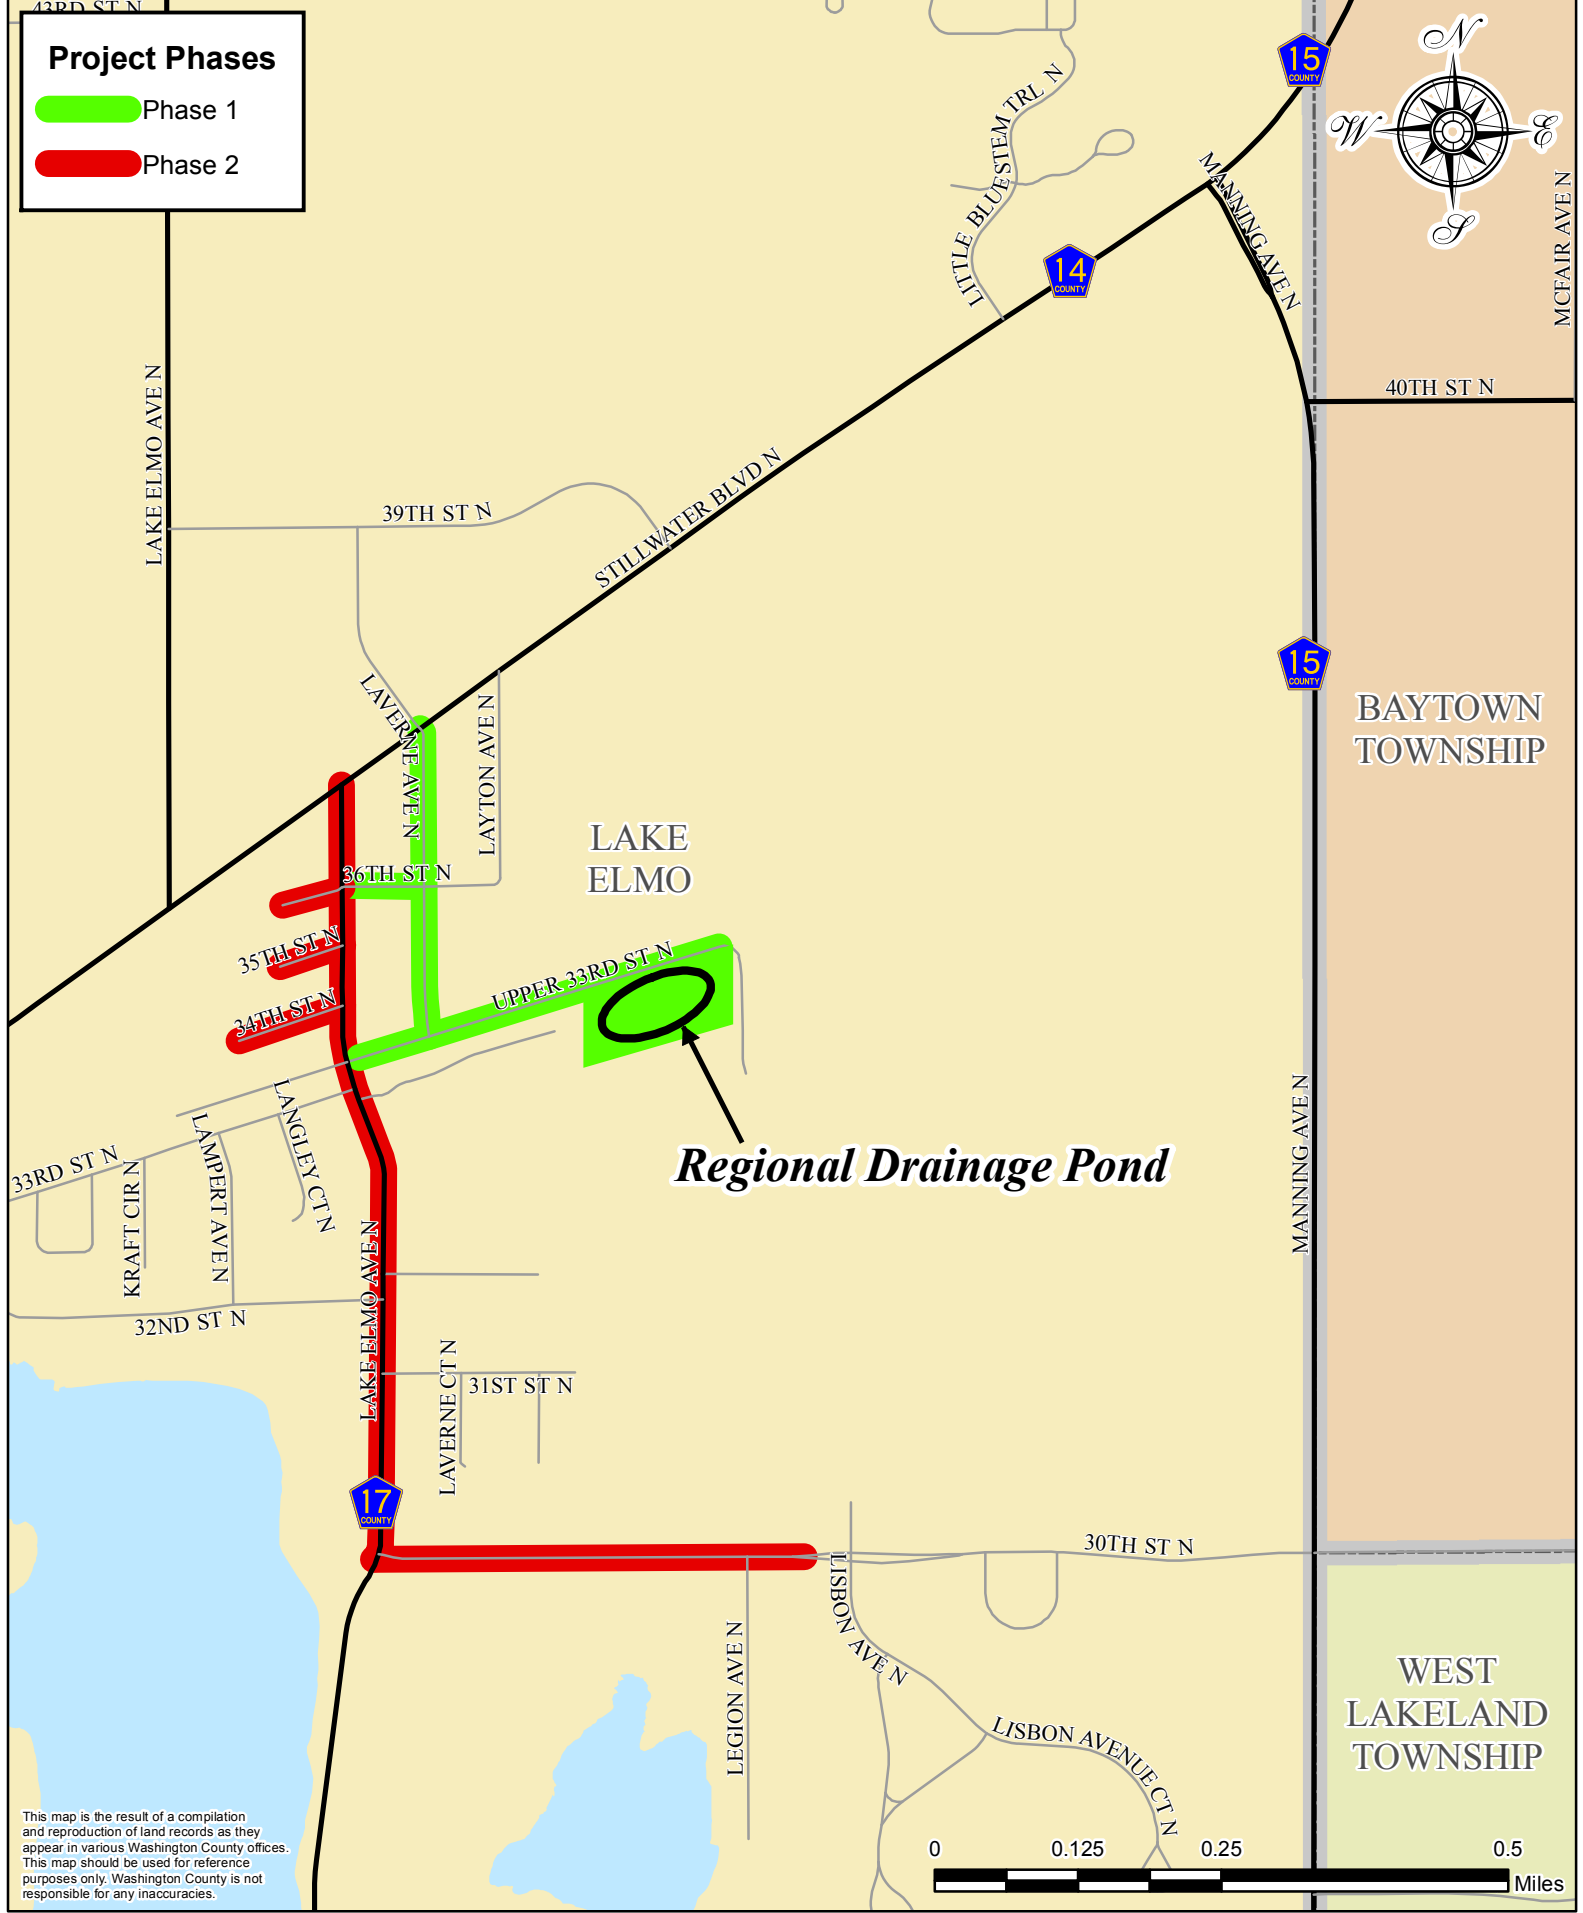 43RD ST N
Project Phases
Phase 1
Phase 2
15
COUNTY
N
W
E
S
LITTLE BLUESTEM TRL N
MANNING AVE N
MCFAIR AVE N
14
COUNTY
LAKE ELMO AVE N
40TH ST N
39TH ST N
STILLWATER BLVD N
15
COUNTY
LAVERNE AVE N
LAYTON AVE N
BAYTOWN
TOWNSHIP
LAKE
ELMO
36TH ST N
35TH ST N
34TH ST N
UPPER 33RD ST N
Regional Drainage Pond
33RD ST N
KRAFT CIR N
LAMPERT AVE N
LANGLEY CT N
MANNING AVE N
32ND ST N
LAKE ELMO AVE N
LAVERNE CT N
31ST ST N
17
COUNTY
30TH ST N
LISBON AVE N
LEGION AVE N
LISBON AVENUE CT N
WEST
LAKELAND
TOWNSHIP
This map is the result of a compilation
and reproduction of land records as they
appear in various Washington County offices.
This map should be used for reference
purposes only. Washington County is not
responsible for any inaccuracies.
0 0.125 0.25 0.5
Miles